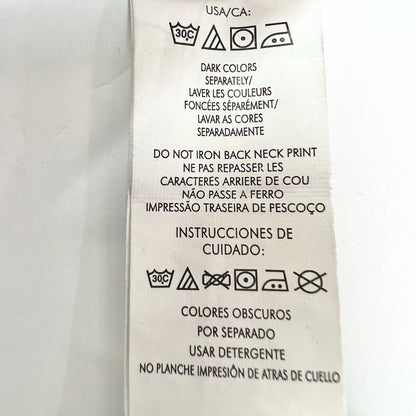 USA/CA:
30C
DARK COLORS
SEPARATELY/
LAVER LES COULEURS
FONCÉES SÉPARÉMENT/
LAVAR AS CORES
SEPARADAMENTE
DO NOT IRON BACK NECK PRINT
NE PAS REPASSER LES
CARACTERES ARRIERE DE COU
NÃO PASSE A FERRO
IMPRESSÃO TRASEIRA DE PESCOÇO
INSTRUCCIONES DE
CUIDADO:
30C
COLORES OBSCUROS
POR SEPARADO
USAR DETERGENTE
NO PLANCHE IMPRESIÓN DE ATRAS DE CUELLO